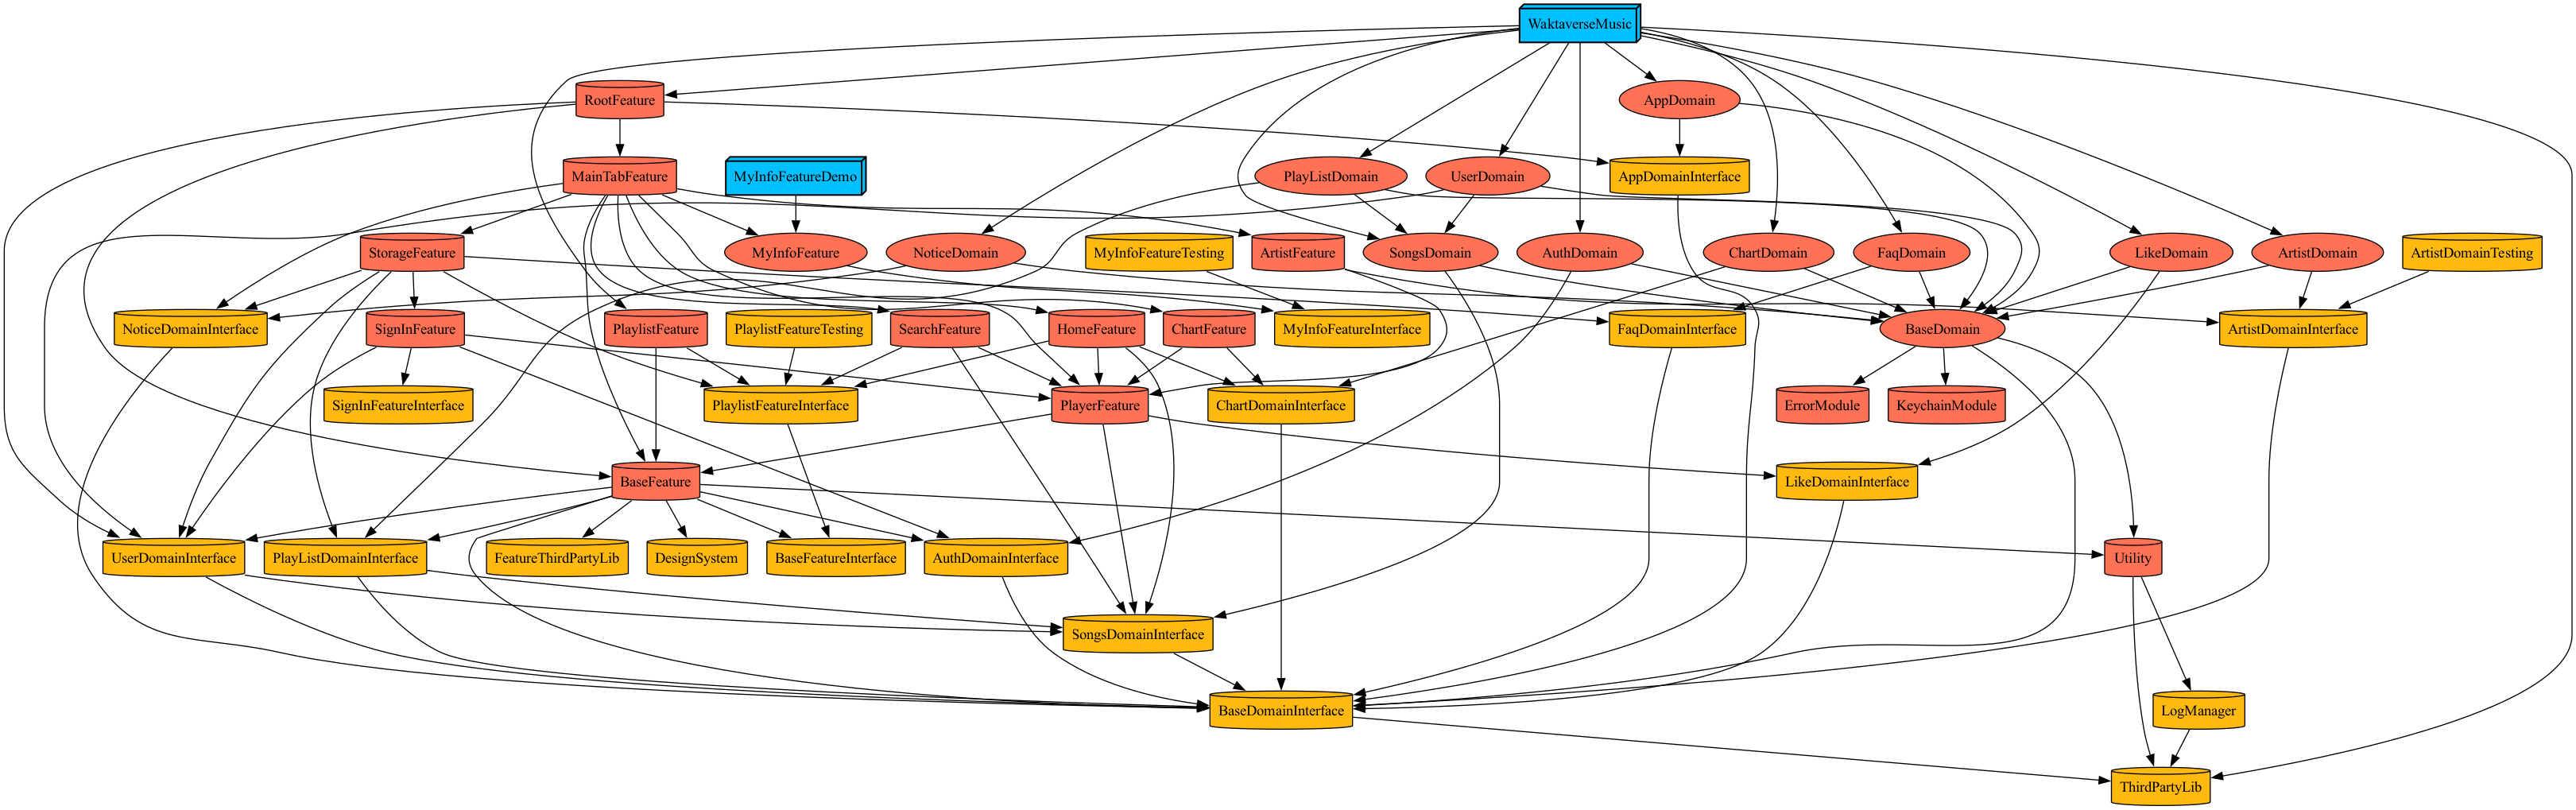 WaktaverseMusic
RootFeature
AppDomain
MainTabFeature
MyInfoFeatureDemo
PlayListDomain
UserDomain
AppDomainInterface
StorageFeature
MyInfoFeature
NoticeDomain
MyInfoFeatureTesting
ArtistFeature
SongsDomain
AuthDomain
ChartDomain
FaqDomain
LikeDomain
ArtistDomain
ArtistDomainTesting
NoticeDomainInterface
SignInFeature
PlaylistFeature
PlaylistFeatureTesting
SearchFeature
HomeFeature
ChartFeature
MyInfoFeatureInterface
FaqDomainInterface
BaseDomain
ArtistDomainInterface
SignInFeatureInterface
PlaylistFeatureInterface
PlayerFeature
ChartDomainInterface
ErrorModule
KeychainModule
BaseFeature
LikeDomainInterface
UserDomainInterface
PlayListDomainInterface
FeatureThirdPartyLib
DesignSystem
BaseFeatureInterface
AuthDomainInterface
Utility
SongsDomainInterface
BaseDomainInterface
LogManager
ThirdPartyLib